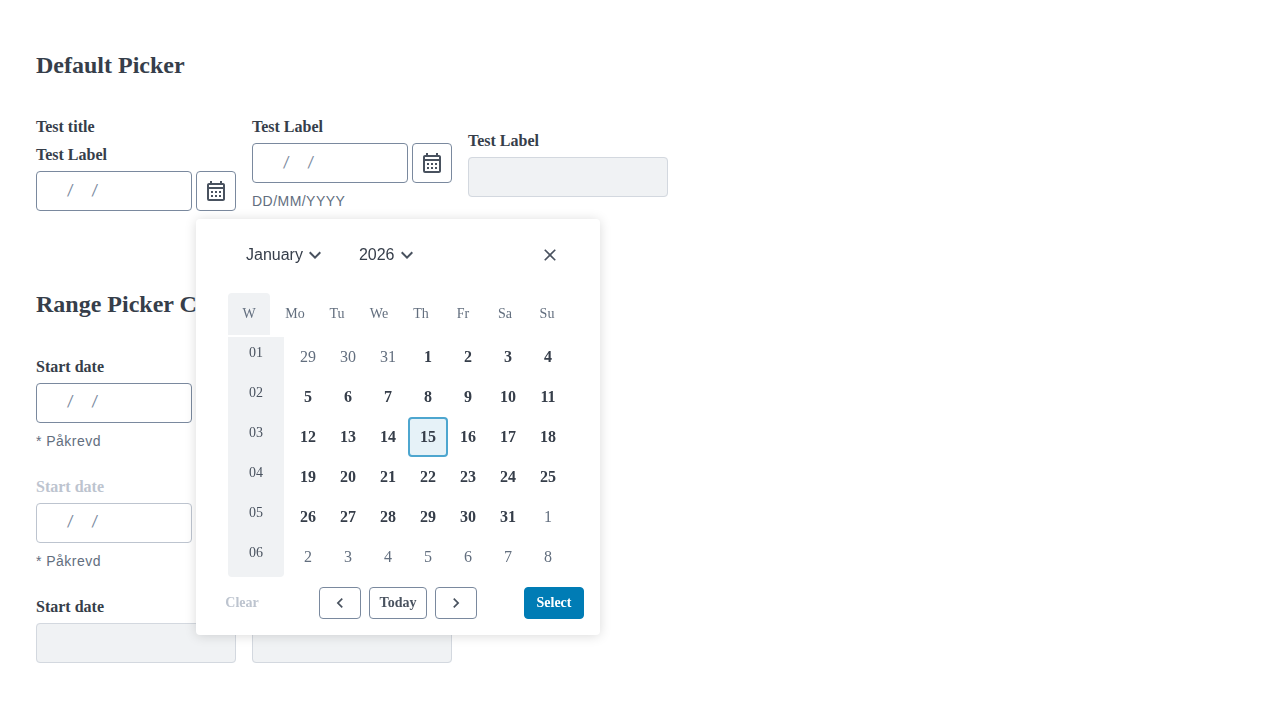 Default Picker
Test title
Test Label
/ /
Test Label
/ /
DD/MM/YYYY
Test Label
January 2026
W Mo Tu We Th Fr Sa Su
01 29 30 31 1 2 3 4
02 5 6 7 8 9 10 11
03 12 13 14 15 16 17 18
04 19 20 21 22 23 24 25
05 26 27 28 29 30 31 1
06 2 3 4 5 6 7 8
Clear Today Select
Range Picker C
Start date
/ /
* Påkrevd
Start date
/ /
* Påkrevd
Start date